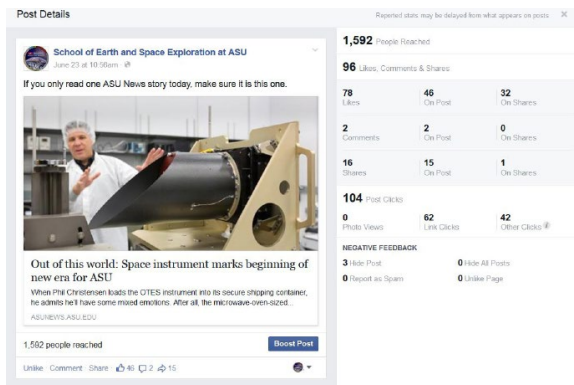 Post Details
Reported stats may be delayed from what appears on posts
School of Earth and Space Exploration at ASU
June 23 at 10:56am
If you only read one ASU News story today, make sure it is this one.
Out of this world: Space instrument marks beginning of
new era for ASU
When Phil Christensen loads the OTES instrument into its secure shipping container,
he admits he'll have some mixed emotions. After all, the microwave-oven-sized...
ASUNEWS.ASU.EDU
1,592 people reached
Boost Post
Unlike Comment Share 46 2 15
1,592 People Reached
96 Likes, Comments & Shares
78 46 32
Likes On Post On Shares
2 2 0
Comments On Post On Shares
16 15 1
Shares On Post On Shares
104 Post Clicks
0 62 42
Photo Views Link Clicks Other Clicks
NEGATIVE FEEDBACK
3 Hide Post 0 Hide All Posts
0 Report as Spam 0 Unlike Page